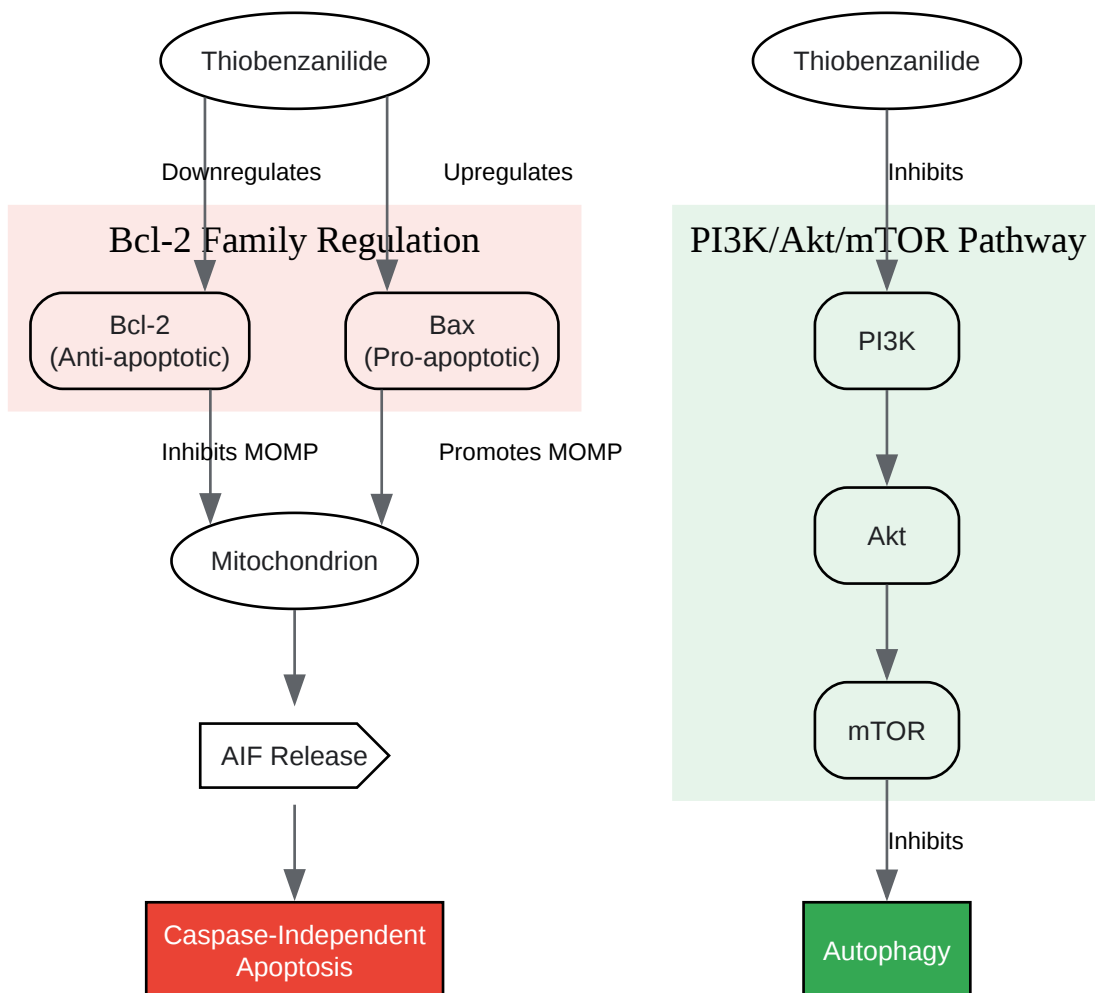 Thiobenzanilide
Thiobenzanilide
Downregulates
Upregulates
Inhibits
Bcl-2 Family Regulation
PI3K/Akt/mTOR Pathway
Bcl-2
(Anti-apoptotic)
Bax
(Pro-apoptotic)
PI3K
Inhibits MOMP
Promotes MOMP
Akt
Mitochondrion
mTOR
AIF Release
Inhibits
Caspase-Independent
Apoptosis
Autophagy